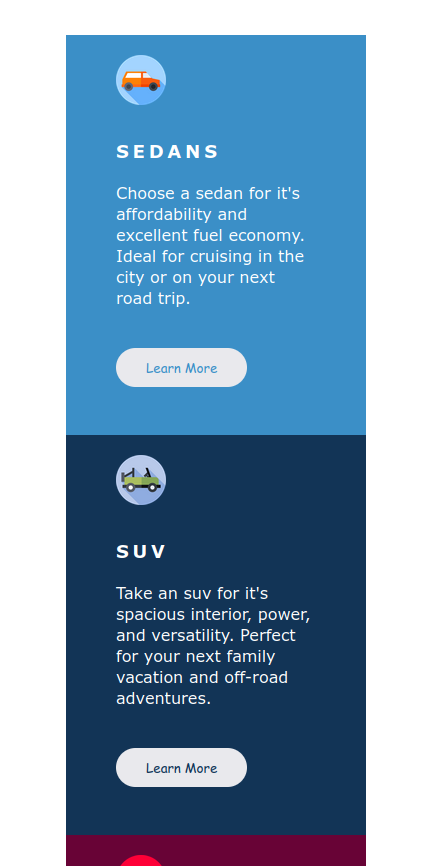 SEDANS
Choose a sedan for it's
affordability and
excellent fuel economy.
Ideal for cruising in the
city or on your next
road trip.
Learn More
SUV
Take an suv for it's
spacious interior, power,
and versatility. Perfect
for your next family
vacation and off-road
adventures.
Learn More